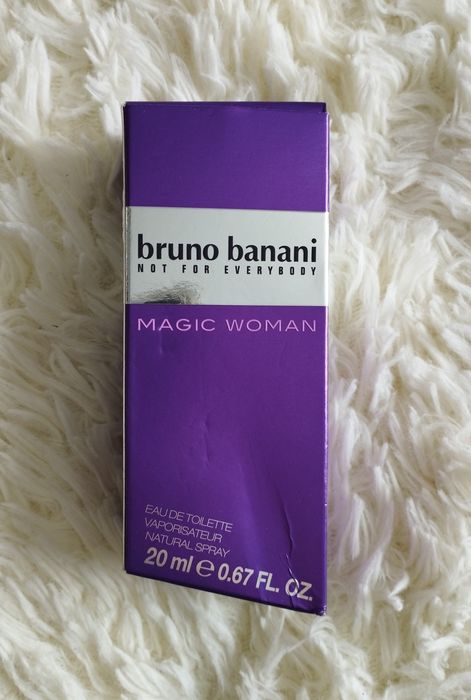 bruno banani
NOT FOR EVERYBODY
MAGIC WOMAN
EAU DE TOILETTE
VAPORISATEUR
NATURAL SPRAY
20 ml ℮ 0.67 FL. OZ.